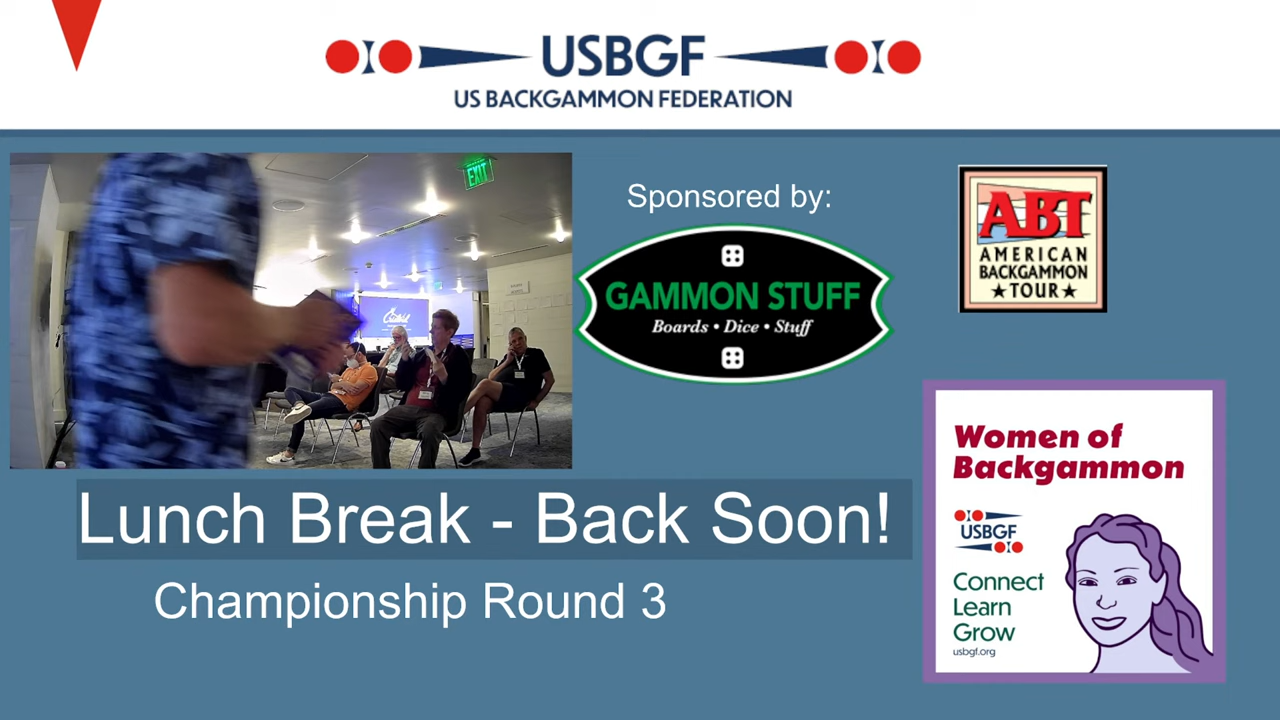 USBGF
US BACKGAMMON FEDERATION
EXIT
Sponsored by:
GAMMON STUFF
Boards • Dice • Stuff
ABT
AMERICAN
BACKGAMMON
★TOUR★
Lunch Break - Back Soon!
Championship Round 3
Women of
Backgammon
USBGF
Connect
Learn
Grow
usbgf.org